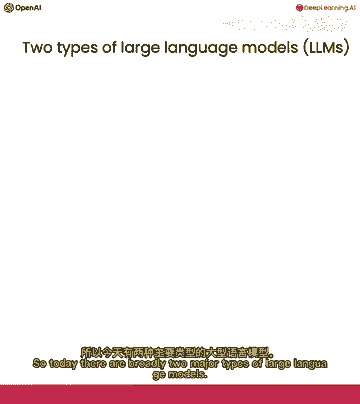 OpenAI
DeepLearning.AI
Two types of large language models (LLMs)
所以今天有两种主要类型的大型语言模型。
So today there are broadly two major types of large langua
ge models.